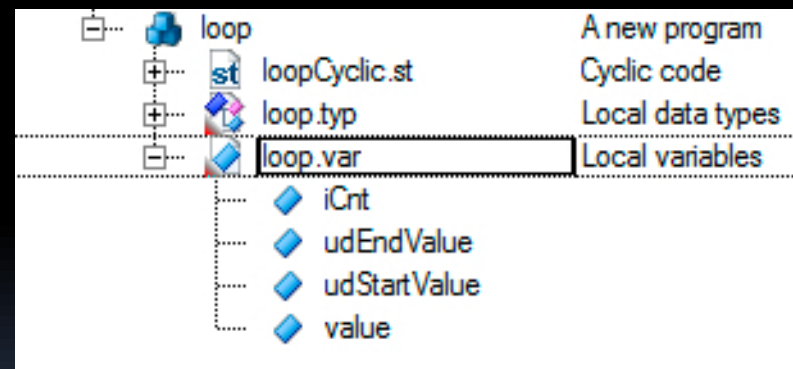 loop A new program
st loopCyclic.st Cyclic code
loop.typ Local data types
loop.var Local variables
iCnt
udEndValue
udStartValue
value